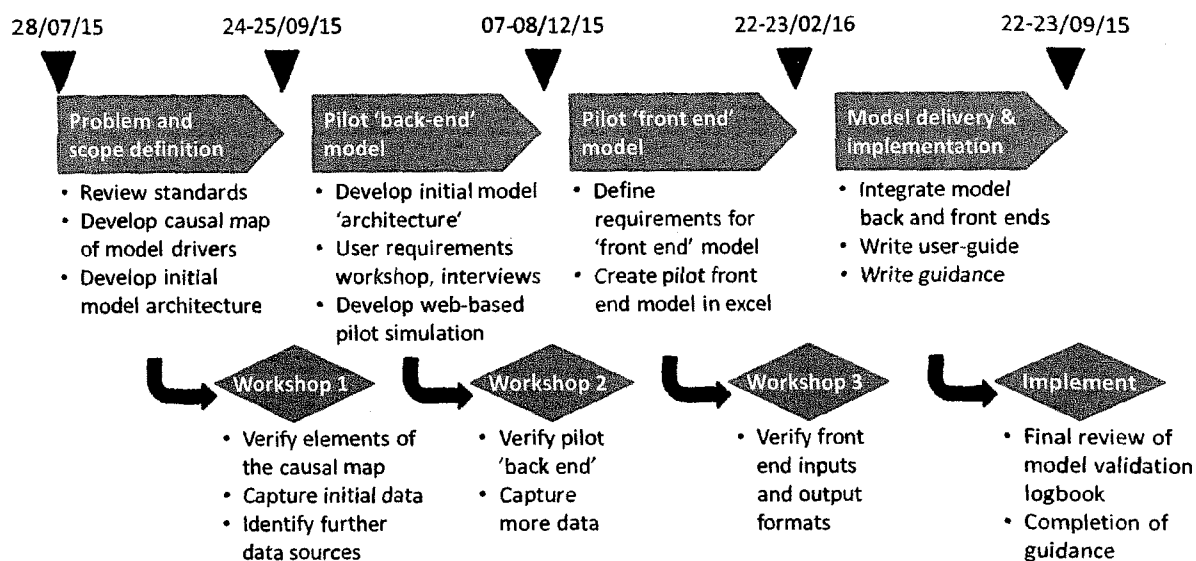 28/07/15
24-25/09/15
07-08/12/15
22-23/02/16
22-23/09/15
Problem and
scope definition
• Review standards
• Develop causal map
of model drivers
• Develop initial
model architecture
Pilot 'back-end'
model
• Develop initial model
'architecture'
• User requirements
workshop, interviews
• Develop web-based
pilot simulation
Pilot 'front end'
model
• Define
requirements for
'front end' model
• Create pilot front
end model in excel
Model delivery &
implementation
• Integrate model
back and front ends
• Write user-guide
• Write guidance
Workshop 1
• Verify elements of
the causal map
• Capture initial data
• Identify further
data sources
Workshop 2
• Verify pilot
'back end'
• Capture
more data
Workshop 3
• Verify front
end inputs
and output
formats
Implement
• Final review of
model validation
logbook
• Completion of
guidance